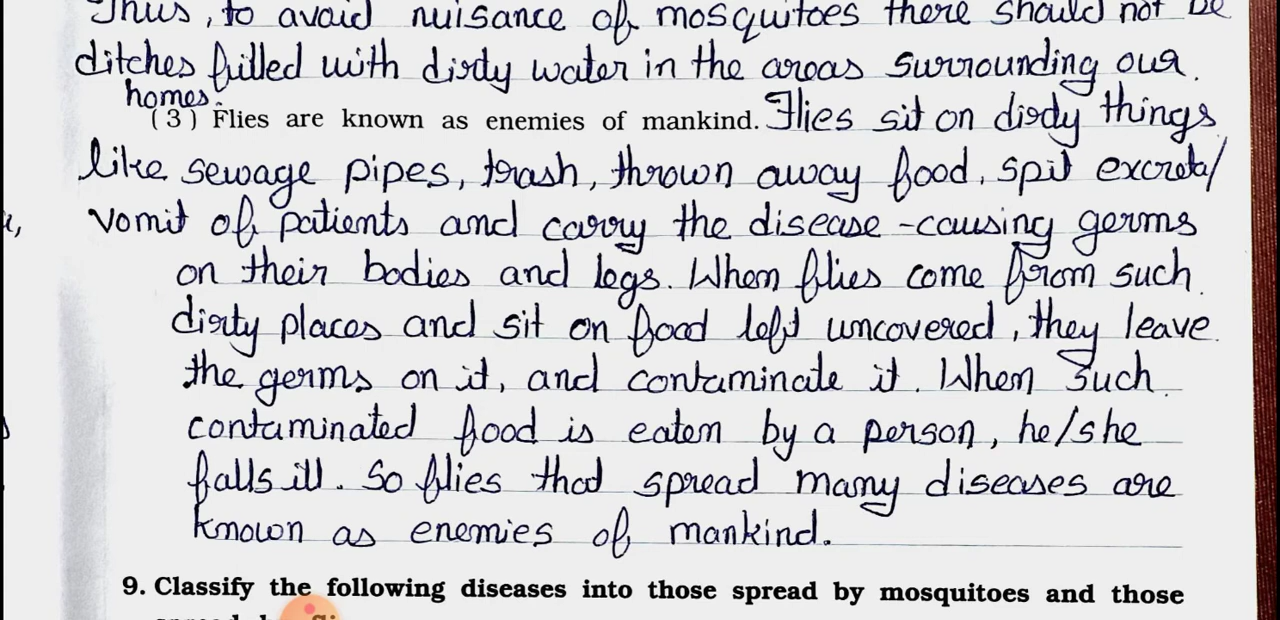 Thus, to avoid nuisance of mosquitoes there should not be
ditches filled with dirty water in the areas surrounding our
homes.
(3) Flies are known as enemies of mankind. Flies sit on dirty things
like sewage pipes, trash, thrown away food, spit excreta/
vomit of patients and carry the disease-causing germs
on their bodies and legs. When flies come from such
dirty places and sit on food left uncovered, they leave
the germs on it, and contaminate it. When such
contaminated food is eaten by a person, he/she
falls ill. So flies that spread many diseases are
known as enemies of mankind.
9. Classify the following diseases into those spread by mosquitoes and those